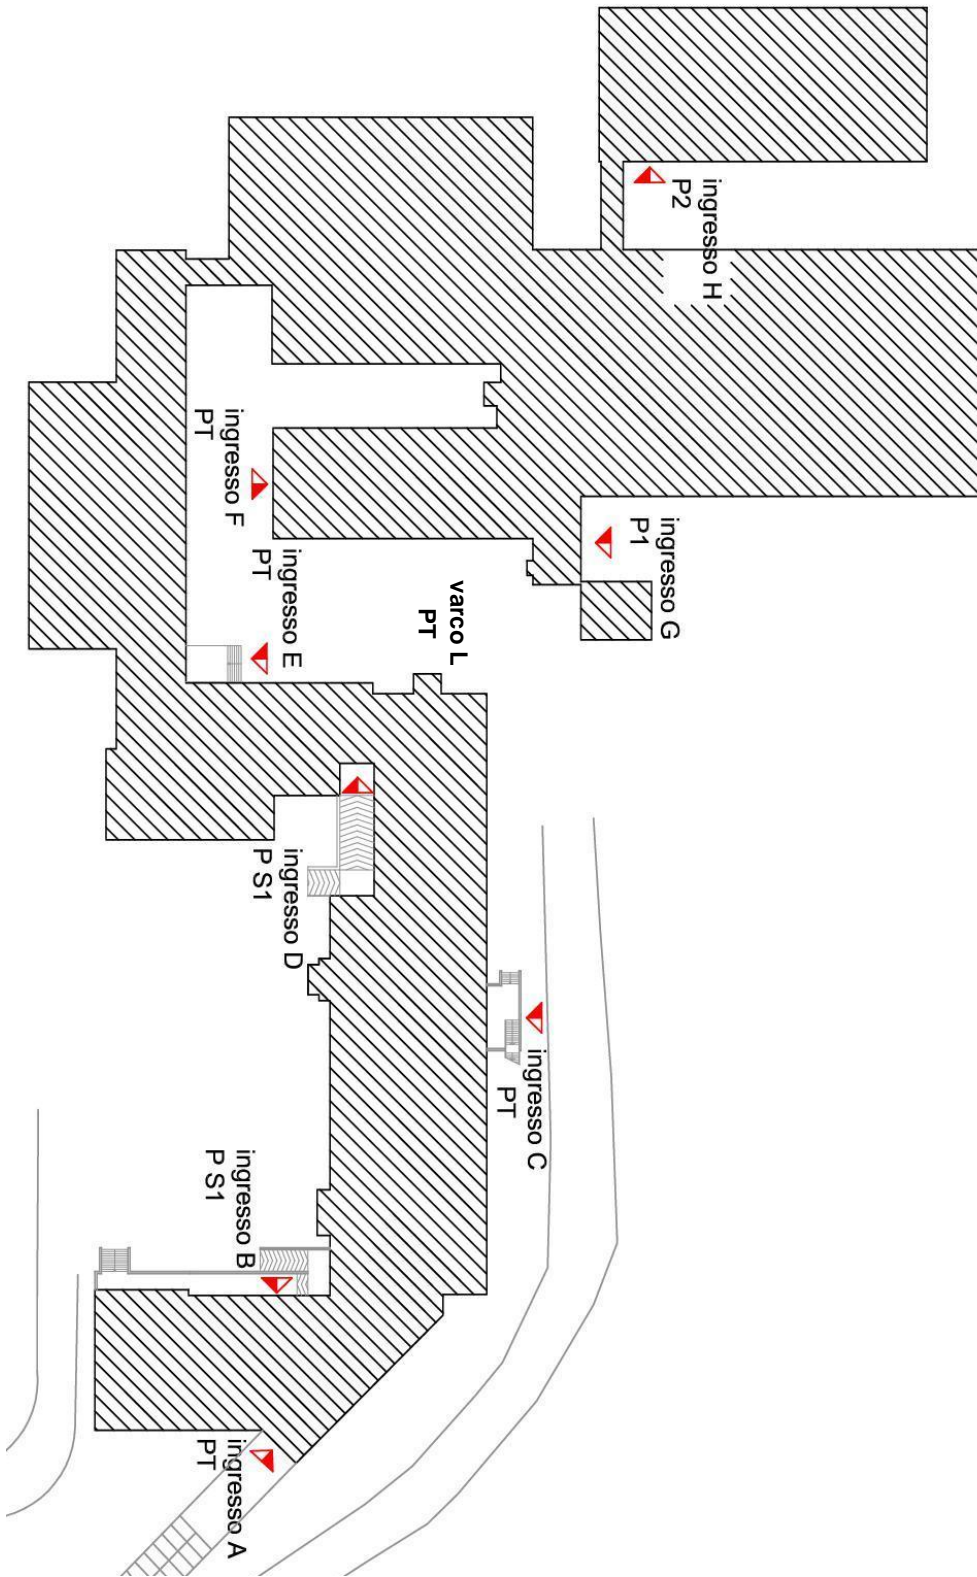 ingresso H
P2
ingresso F
PT
ingresso G
P1
ingresso E
PT
varco L
PT
ingresso D
P S1
ingresso C
PT
ingresso B
P S1
ingresso A
PT